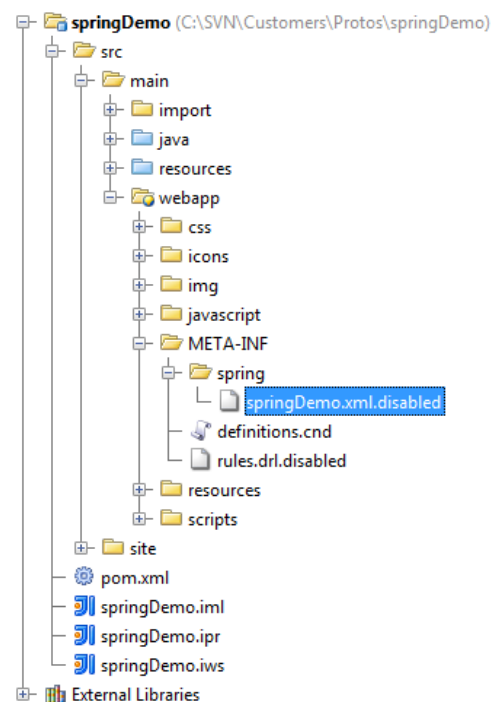 springDemo (C:\SVN\Customers\Protos\springDemo)
src
main
import
java
resources
webapp
css
icons
img
javascript
META-INF
spring
springDemo.xml.disabled
definitions.cnd
rules.drl.disabled
resources
scripts
site
pom.xml
springDemo.iml
springDemo.ipr
springDemo.iws
External Libraries